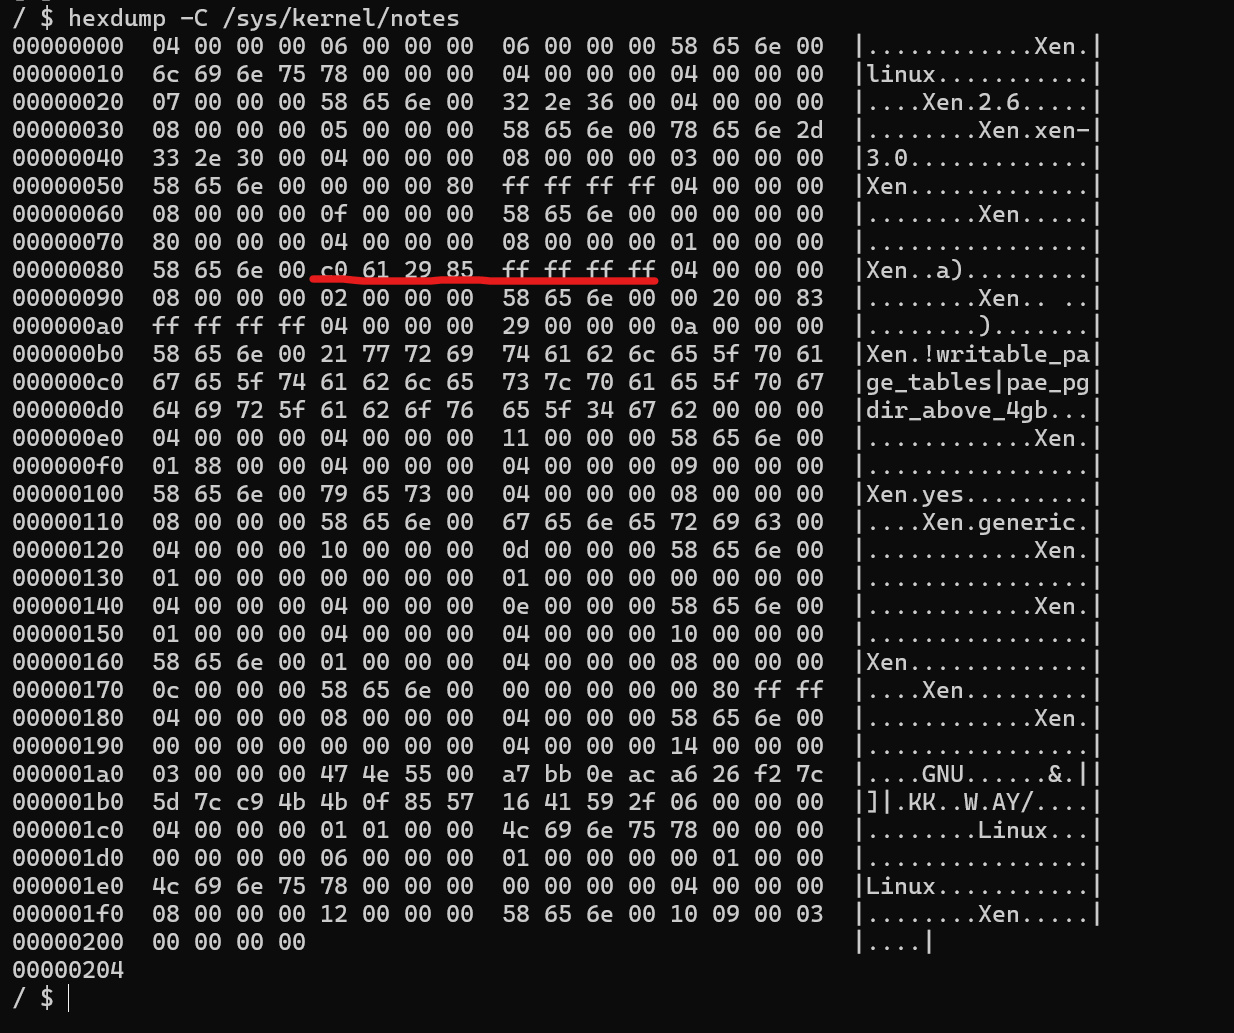 / $ hexdump -C /sys/kernel/notes
00000000  04 00 00 00 06 00 00 00  06 00 00 00 58 65 6e 00  |............Xen.|
00000010  6c 69 6e 75 78 00 00 00  04 00 00 00 04 00 00 00  |linux...........|
00000020  07 00 00 00 58 65 6e 00  32 2e 36 00 04 00 00 00  |....Xen.2.6.....|
00000030  08 00 00 00 05 00 00 00  58 65 6e 00 78 65 6e 2d  |........Xen.xen-|
00000040  33 2e 30 00 04 00 00 00  08 00 00 00 03 00 00 00  |3.0.............|
00000050  58 65 6e 00 00 00 00 80  ff ff ff ff 04 00 00 00  |Xen.............|
00000060  08 00 00 00 0f 00 00 00  58 65 6e 00 00 00 00 00  |........Xen.....|
00000070  80 00 00 00 04 00 00 00  08 00 00 00 01 00 00 00  |................|
00000080  58 65 6e 00 c0 61 29 85  ff ff ff ff 04 00 00 00  |Xen..a).........|
00000090  08 00 00 00 02 00 00 00  58 65 6e 00 00 20 00 83  |........Xen.. ..|
000000a0  ff ff ff ff 04 00 00 00  29 00 00 00 0a 00 00 00  |........).......|
000000b0  58 65 6e 00 21 77 72 69  74 61 62 6c 65 5f 70 61  |Xen.!writable_pa|
000000c0  67 65 5f 74 61 62 6c 65  73 7c 70 61 65 5f 70 67  |ge_tables|pae_pg|
000000d0  64 69 72 5f 61 62 6f 76  65 5f 34 67 62 00 00 00  |dir_above_4gb...|
000000e0  04 00 00 00 04 00 00 00  11 00 00 00 58 65 6e 00  |............Xen.|
000000f0  01 88 00 00 04 00 00 00  04 00 00 00 09 00 00 00  |................|
00000100  58 65 6e 00 79 65 73 00  04 00 00 00 08 00 00 00  |Xen.yes.........|
00000110  08 00 00 00 58 65 6e 00  67 65 6e 65 72 69 63 00  |....Xen.generic.|
00000120  04 00 00 00 10 00 00 00  0d 00 00 00 58 65 6e 00  |............Xen.|
00000130  01 00 00 00 00 00 00 00  01 00 00 00 00 00 00 00  |................|
00000140  04 00 00 00 04 00 00 00  0e 00 00 00 58 65 6e 00  |............Xen.|
00000150  01 00 00 00 04 00 00 00  04 00 00 00 10 00 00 00  |................|
00000160  58 65 6e 00 01 00 00 00  04 00 00 00 08 00 00 00  |Xen.............|
00000170  0c 00 00 00 58 65 6e 00  00 00 00 00 00 80 ff ff  |....Xen.........|
00000180  04 00 00 00 08 00 00 00  04 00 00 00 58 65 6e 00  |............Xen.|
00000190  00 00 00 00 00 00 00 00  04 00 00 00 14 00 00 00  |................|
000001a0  03 00 00 00 47 4e 55 00  a7 bb 0e ac a6 26 f2 7c  |....GNU......&.||
000001b0  5d 7c c9 4b 4b 0f 85 57  16 41 59 2f 06 00 00 00  |]|.KK..W.AY/....|
000001c0  04 00 00 00 01 01 00 00  4c 69 6e 75 78 00 00 00  |........Linux...|
000001d0  00 00 00 00 06 00 00 00  01 00 00 00 00 01 00 00  |................|
000001e0  4c 69 6e 75 78 00 00 00  00 00 00 00 04 00 00 00  |Linux...........|
000001f0  08 00 00 00 12 00 00 00  58 65 6e 00 10 09 00 03  |........Xen.....|
00000200  00 00 00 00                                       |....|
00000204
/ $